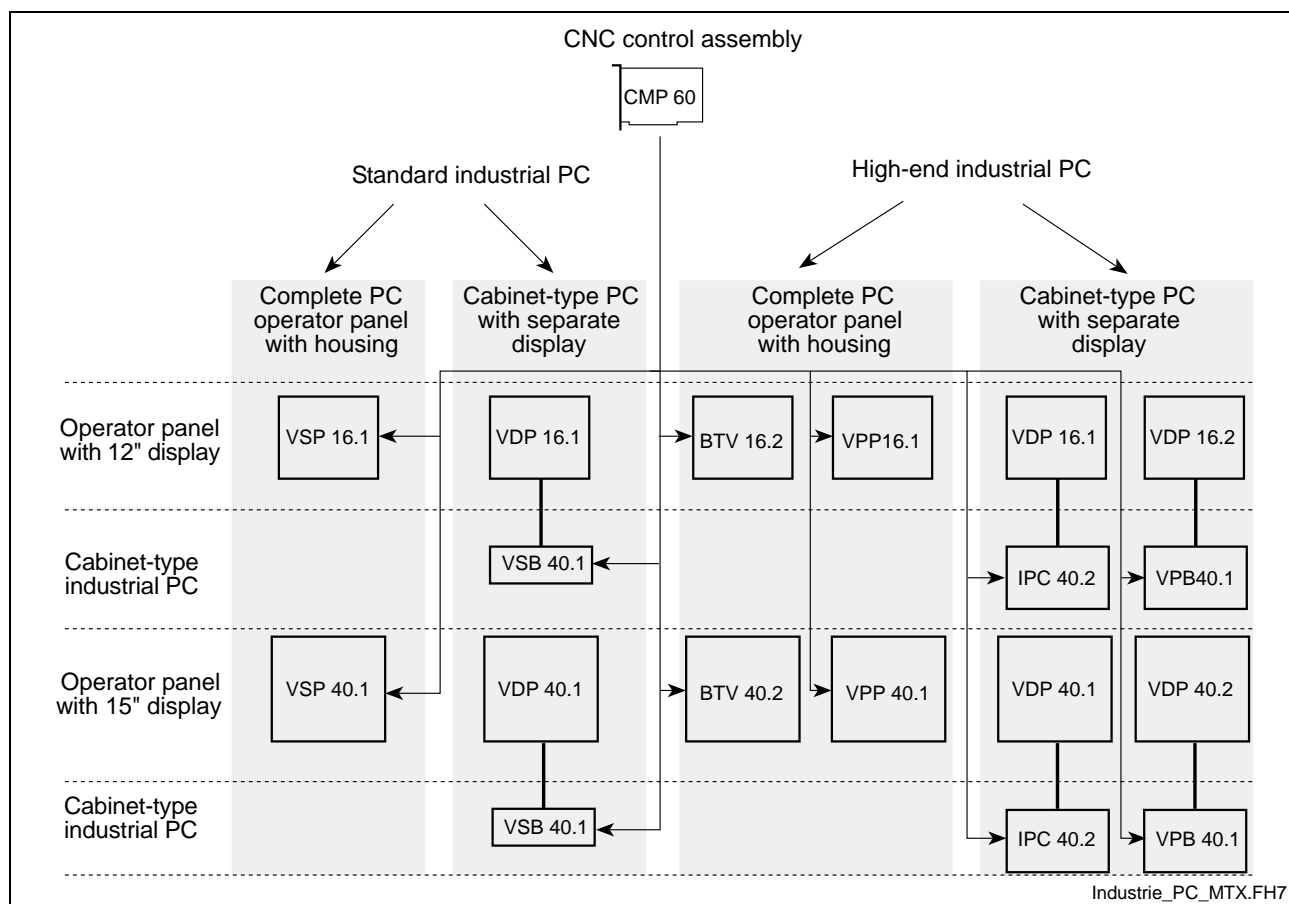 CNC control assembly
CMP 60
Standard industrial PC
High-end industrial PC
Complete PC
operator panel
with housing
Cabinet-type PC
with separate
display
Complete PC
operator panel
with housing
Cabinet-type PC
with separate
display
Operator panel
with 12" display
VSP 16.1
VDP 16.1
BTV 16.2
VPP16.1
VDP 16.1
VDP 16.2
Cabinet-type
industrial PC
VSB 40.1
IPC 40.2
VPB40.1
Operator panel
with 15" display
VSP 40.1
VDP 40.1
BTV 40.2
VPP 40.1
VDP 40.1
VDP 40.2
Cabinet-type
industrial PC
VSB 40.1
IPC 40.2
VPB 40.1
Industrie_PC_MTX.FH7